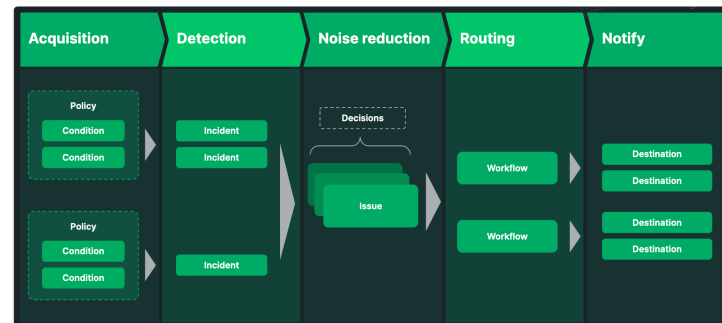 Acquisition
Detection
Noise reduction
Routing
Notify
Policy
Condition
Condition
Policy
Condition
Condition
Incident
Incident
Incident
Decisions
Issue
Workflow
Workflow
Destination
Destination
Destination
Destination